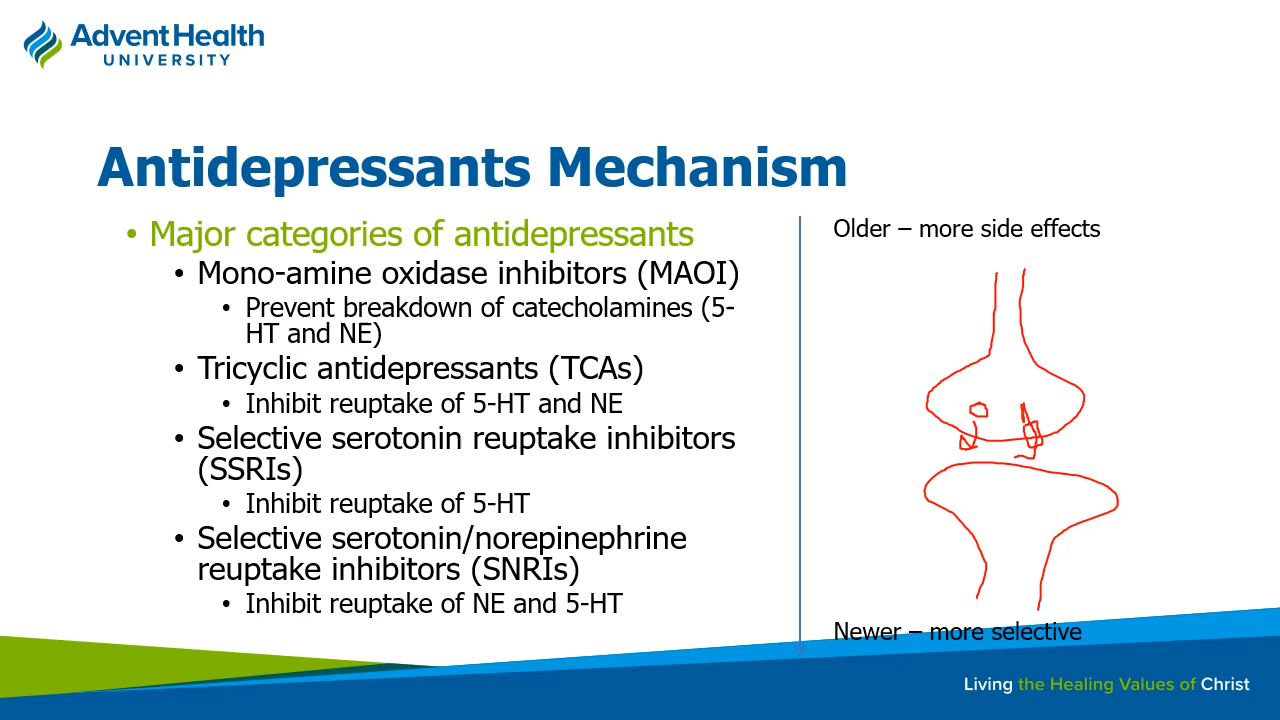 AdventHealth
UNIVERSITY
Antidepressants Mechanism
• Major categories of antidepressants
• Mono-amine oxidase inhibitors (MAOI)
• Prevent breakdown of catecholamines (5-
HT and NE)
• Tricyclic antidepressants (TCAs)
• Inhibit reuptake of 5-HT and NE
• Selective serotonin reuptake inhibitors
(SSRIs)
• Inhibit reuptake of 5-HT
• Selective serotonin/norepinephrine
reuptake inhibitors (SNRIs)
• Inhibit reuptake of NE and 5-HT
Older – more side effects
Newer – more selective
Living the Healing Values of Christ